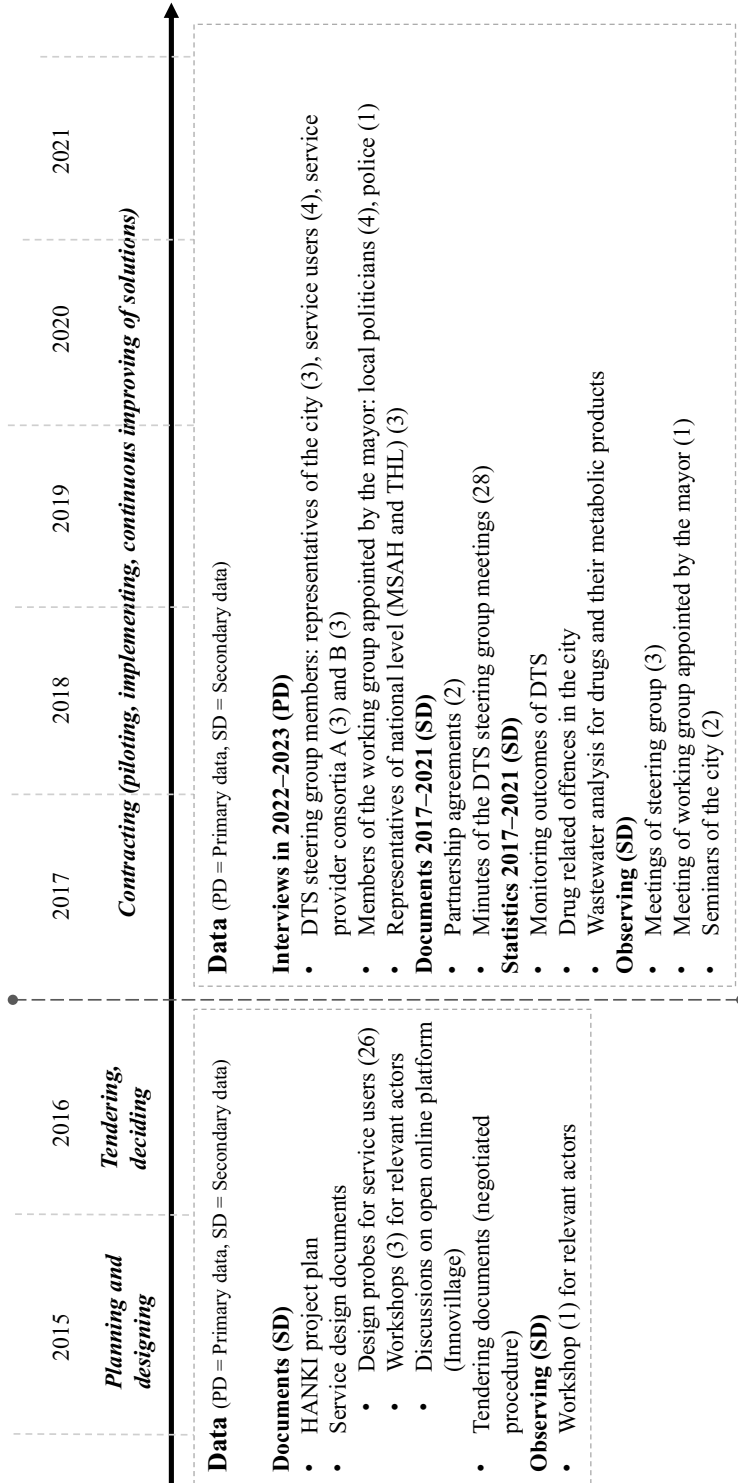 2015
2016
2017
2018
2019
2020
2021
Planning and
designing
Tendering,
deciding
Contracting (piloting, implementing, continuous improving of solutions)
Data (PD = Primary data, SD = Secondary data)
Documents (SD)
• HANKI project plan
• Service design documents
• Design probes for service users (26)
• Workshops (3) for relevant actors
• Discussions on open online platform
(Innovillage)
• Tendering documents (negotiated
procedure)
Observing (SD)
• Workshop (1) for relevant actors
Data (PD = Primary data, SD = Secondary data)
Interviews in 2022–2023 (PD)
• DTS steering group members: representatives of the city (3), service users (4), service
provider consortia A (3) and B (3)
• Members of the working group appointed by the mayor: local politicians (4), police (1)
• Representatives of national level (MSAH and THL) (3)
Documents 2017–2021 (SD)
• Partnership agreements (2)
• Minutes of the DTS steering group meetings (28)
Statistics 2017–2021 (SD)
• Monitoring outcomes of DTS
• Drug related offences in the city
• Wastewater analysis for drugs and their metabolic products
Observing (SD)
• Meetings of steering group (3)
• Meeting of working group appointed by the mayor (1)
• Seminars of the city (2)